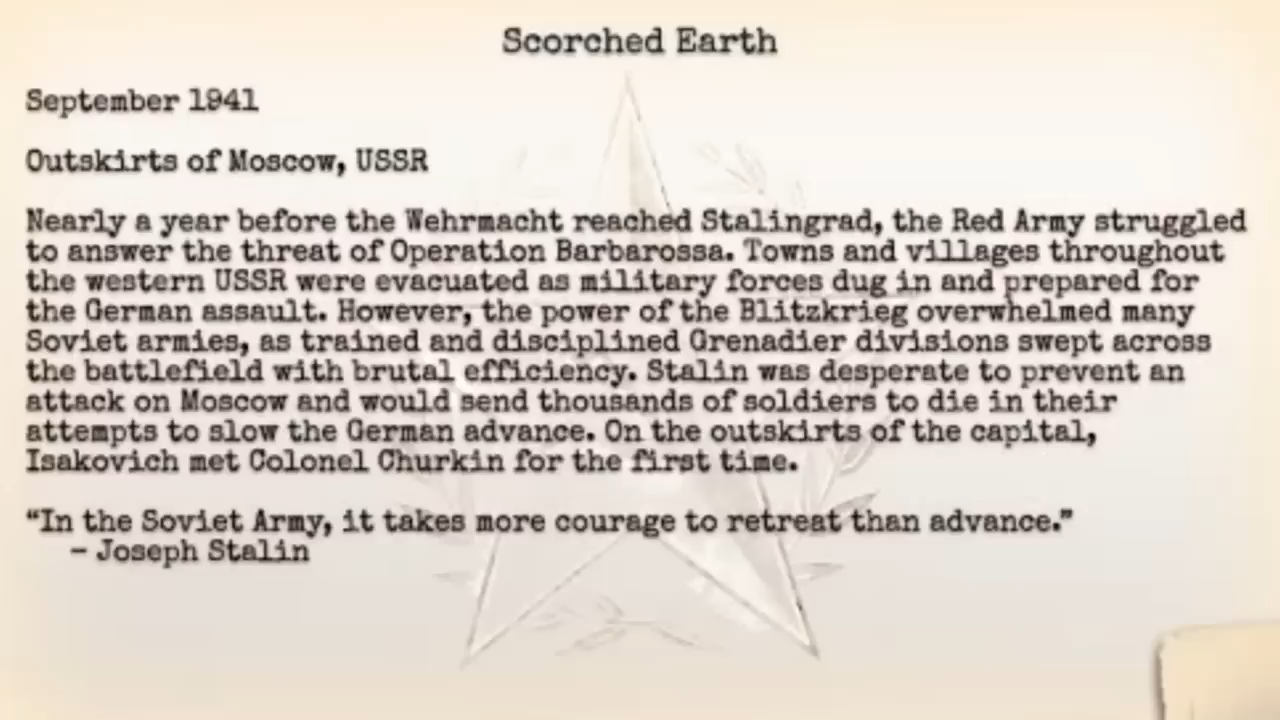 Scorched Earth
September 1941
Outskirts of Moscow, USSR
Nearly a year before the Wehrmacht reached Stalingrad, the Red Army struggled
to answer the threat of Operation Barbarossa. Towns and villages throughout
the western USSR were evacuated as military forces dug in and prepared for
the German assault. However, the power of the Blitzkrieg overwhelmed many
Soviet armies, as trained and disciplined Grenadier divisions swept across
the battlefield with brutal efficiency. Stalin was desperate to prevent an
attack on Moscow and would send thousands of soldiers to die in their
attempts to slow the German advance. On the outskirts of the capital,
Isakovich met Colonel Churkin for the first time.
“In the Soviet Army, it takes more courage to retreat than advance.”
– Joseph Stalin